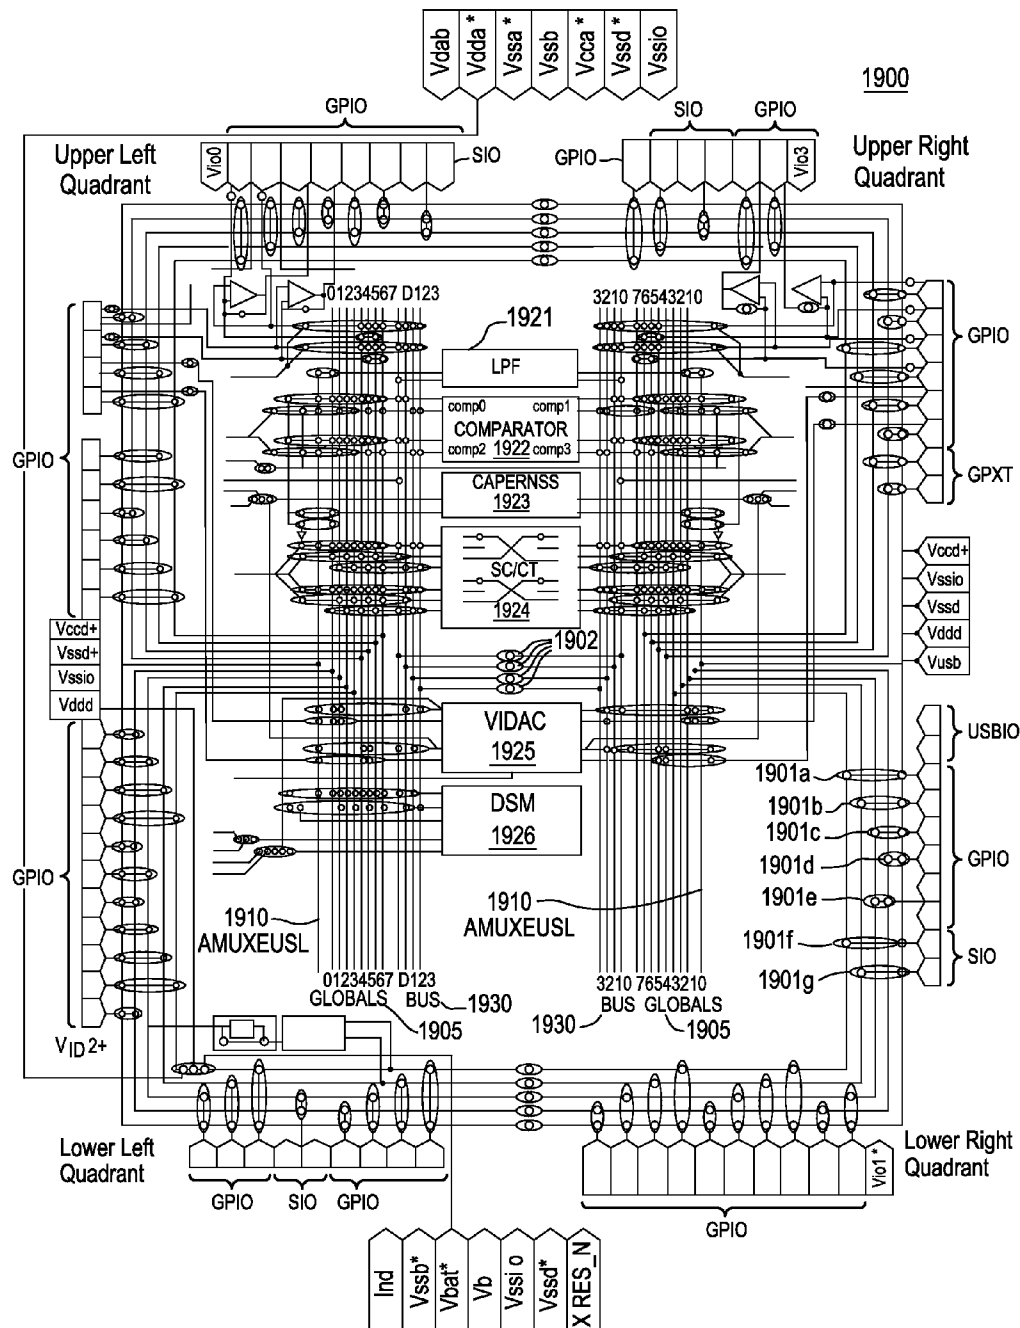 Vdab
Vdda*
Vssa*
Vssb
Vcca*
Vssd*
Vssio
1900
GPIO
SIO
GPIO
Upper Left
Quadrant
Vio0
SIO
GPIO
Vio3
Upper Right
Quadrant
01234567 D123
3210 76543210
1921
LPF
GPIO
comp0 comp1
COMPARATOR
1922
comp2 comp3
GPIO
GPXT
CAPERNSS
1923
SC/CT
1924
Vccd+
Vssio
Vssd
Vddd
Vusb
Vccd+
Vssd+
Vssio
Vddd
1902
VIDAC
1925
USBIO
1901a
1901b
DSM
1926
1901c
1901d
GPIO
GPIO
1901e
1910
AMUXEUSL
1910
AMUXEUSL
1901f
1901g
SIO
01234567 D123
GLOBALS BUS
1930
1905
3210 76543210
BUS GLOBALS
1930
1905
VID2+
Lower Left
Quadrant
GPIO
SIO
GPIO
Lower Right
Quadrant
Vio1*
GPIO
Ind
Vssb*
Vbat*
Vb
Vssi o
Vssd*
X RES_N